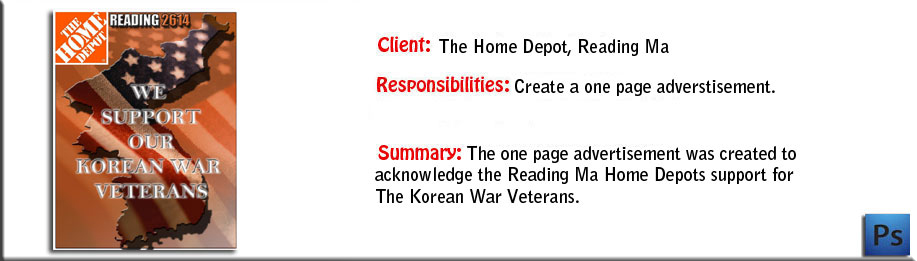 THE
HOME
DEPOT
READING 2614
WE
SUPPORT
OUR
KOREAN WAR
VETERANS
Client: The Home Depot, Reading Ma
Responsibilities: Create a one page adverstisement.
Summary: The one page advertisement was created to
acknowledge the Reading Ma Home Depots support for
The Korean War Veterans.
Ps